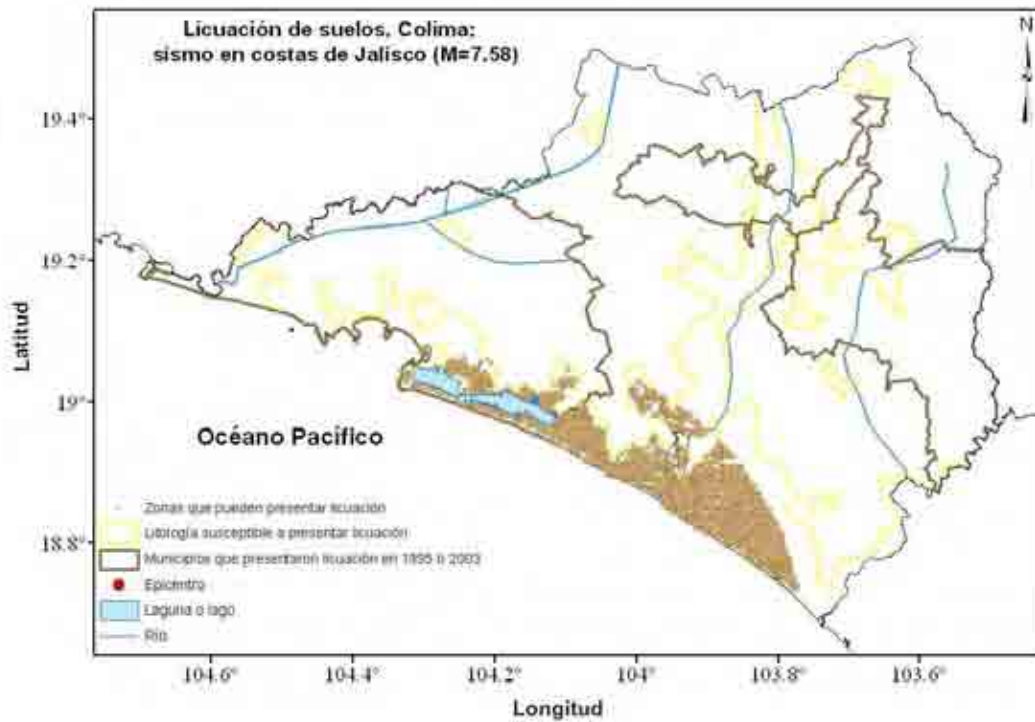 Licuación de suelos. Colima:
sismo en costas de Jalisco (M=7.58)
N
19.4°
19.2°
19°
18.8°
Latitud
Océano Pacífico
Zonas que pueden presentar licuación
Litología susceptible a presentar licuación
Municipios que presentaron licuación en 1995 ó 2003
Epicentro
Laguna o lago
Río
104.6°
104.4°
104.2°
104°
103.8°
103.6°
Longitud